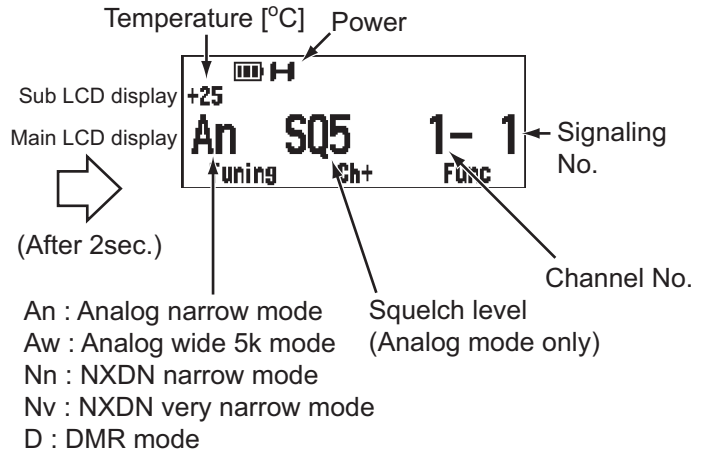 Temperature [°C]
Power
H
Sub LCD display
+25
Main LCD display
An SQ5 1- 1
Signaling
No.
Tuning Ch+ Func
(After 2sec.)
Channel No.
An : Analog narrow mode
Aw : Analog wide 5k mode
Nn : NXDN narrow mode
Nv : NXDN very narrow mode
D : DMR mode
Squelch level
(Analog mode only)